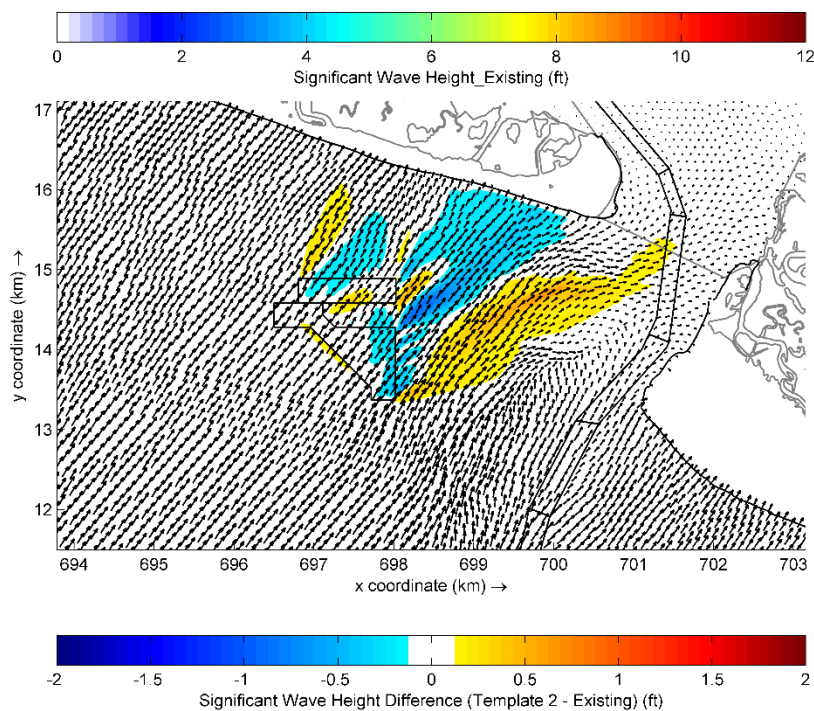 0 2 4 6 8 10 12
Significant Wave Height_Existing (ft)
17
16
15
14
13
12
y coordinate (km) →
694 695 696 697 698 699 700 701 702 703
x coordinate (km) →
-2 -1.5 -1 -0.5 0 0.5 1 1.5 2
Significant Wave Height Difference (Template 2 - Existing) (ft)